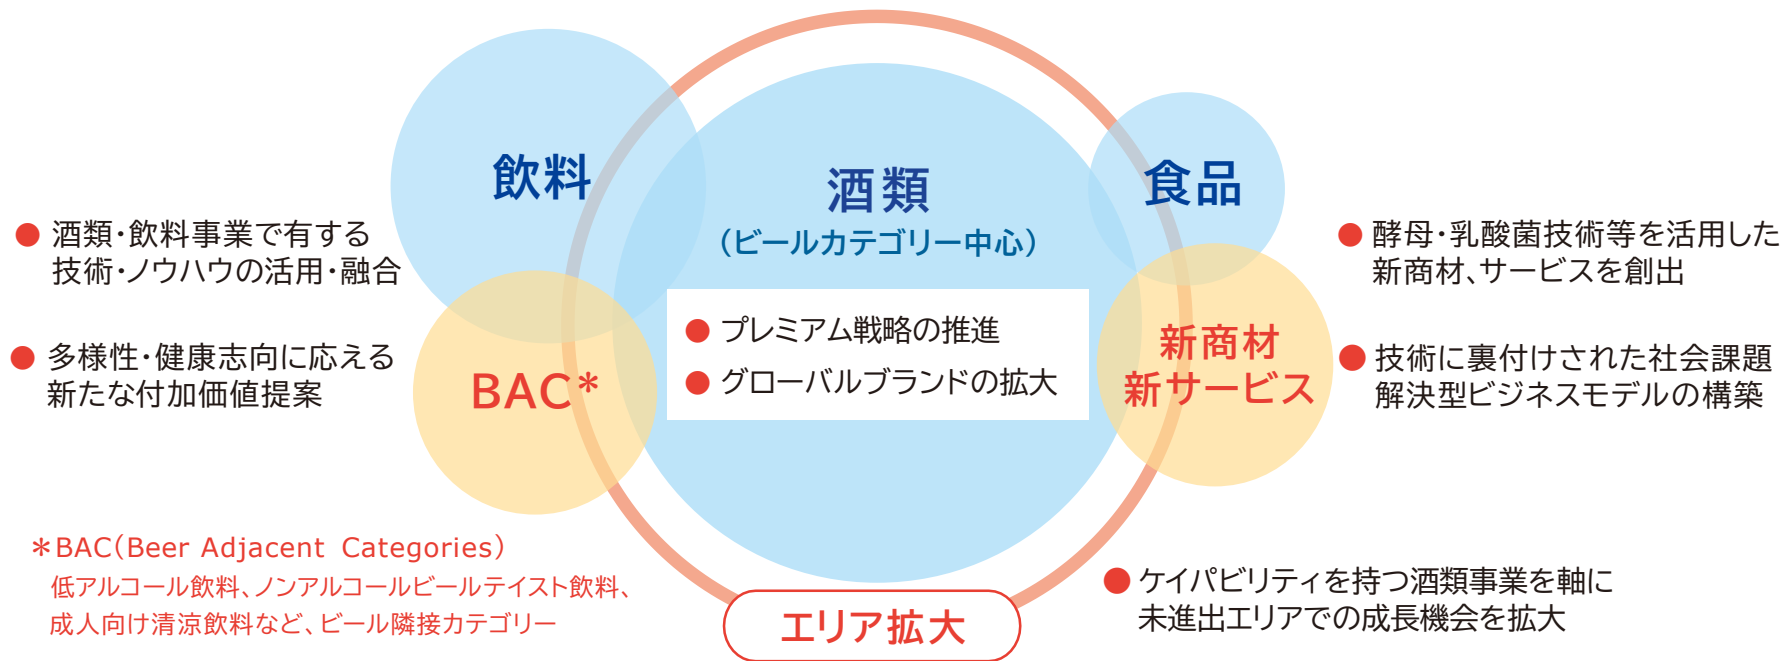 飲料
酒類
(ビールカテゴリー中心)
食品
● 酒類・飲料事業で有する
技術・ノウハウの活用・融合
● 多様性・健康志向に応える
新たな付加価値提案
BAC*
● プレミアム戦略の推進
● グローバルブランドの拡大
新商材
新サービス
● 酵母・乳酸菌技術等を活用した
新商材、サービスを創出
● 技術に裏付けされた社会課題
解決型ビジネスモデルの構築
*BAC(Beer Adjacent Categories)
低アルコール飲料、ノンアルコールビールテイスト飲料、
成人向け清涼飲料など、ビール隣接カテゴリー
エリア拡大
● ケイパビリティを持つ酒類事業を軸に
未進出エリアでの成長機会を拡大